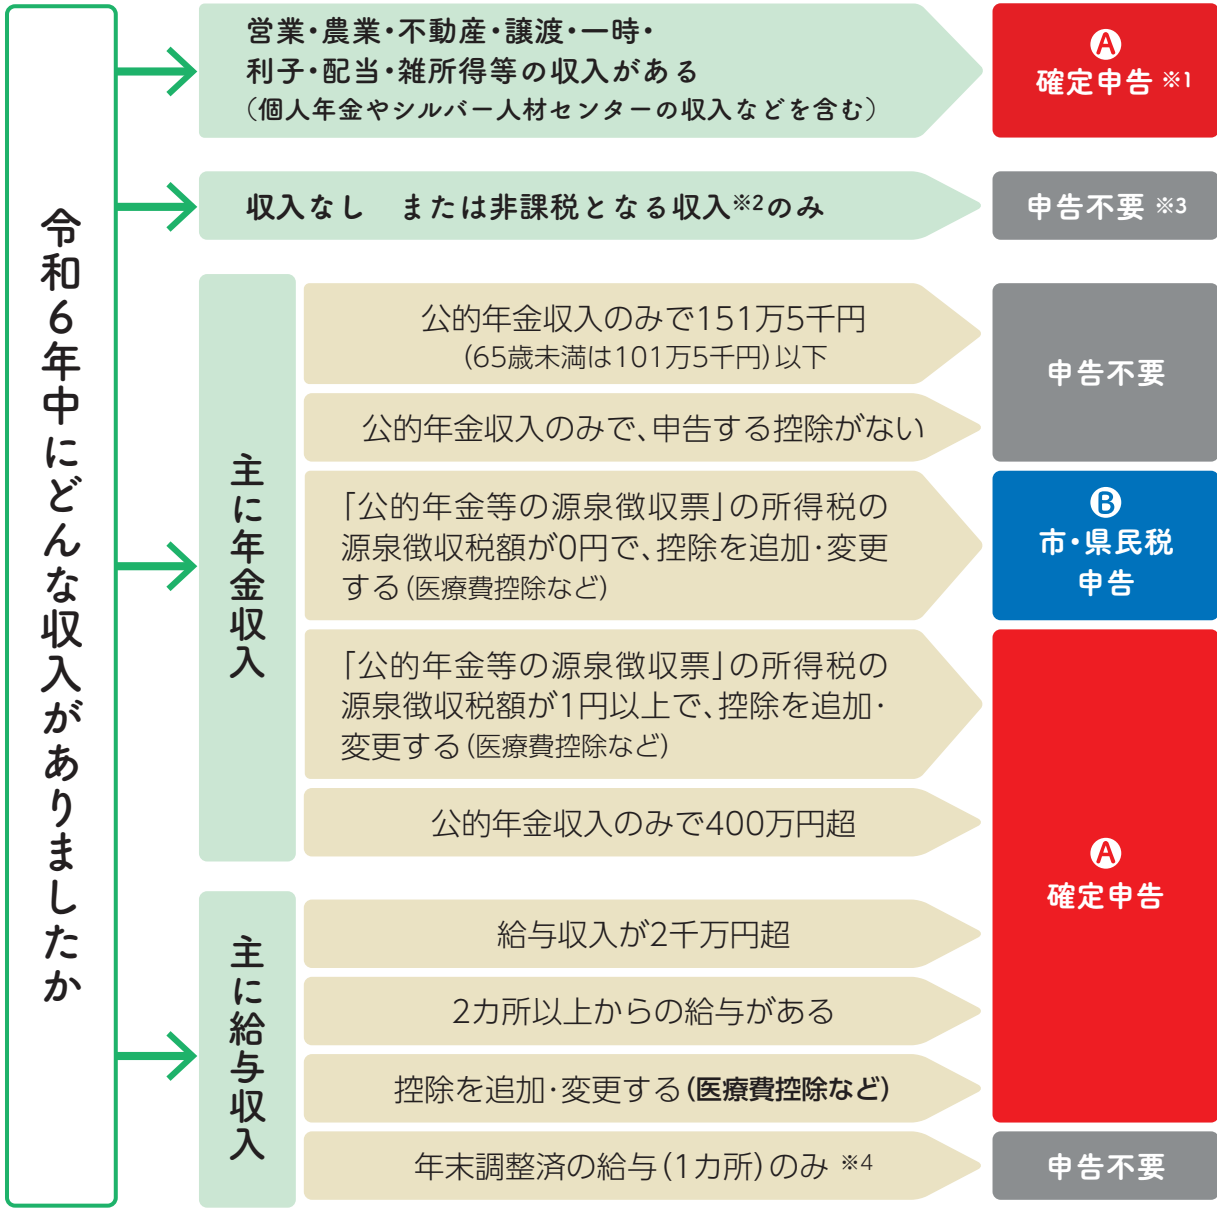 令和6年中にどんな収入がありましたか
営業・農業・不動産・譲渡・一時・
利子・配当・雑所得等の収入がある
(個人年金やシルバー人材センターの収入などを含む)
A
確定申告 ※1
収入なし　または非課税となる収入※2のみ
申告不要 ※3
主に年金収入
公的年金収入のみで151万5千円
(65歳未満は101万5千円)以下
公的年金収入のみで、申告する控除がない
申告不要
「公的年金等の源泉徴収票」の所得税の
源泉徴収税額が0円で、控除を追加・変更
する(医療費控除など)
B
市・県民税
申告
「公的年金等の源泉徴収票」の所得税の
源泉徴収税額が1円以上で、控除を追加・
変更する(医療費控除など)
公的年金収入のみで400万円超
主に給与収入
給与収入が2千万円超
2カ所以上からの給与がある
控除を追加・変更する(医療費控除など)
A
確定申告
年末調整済の給与(1カ所)のみ ※4
申告不要